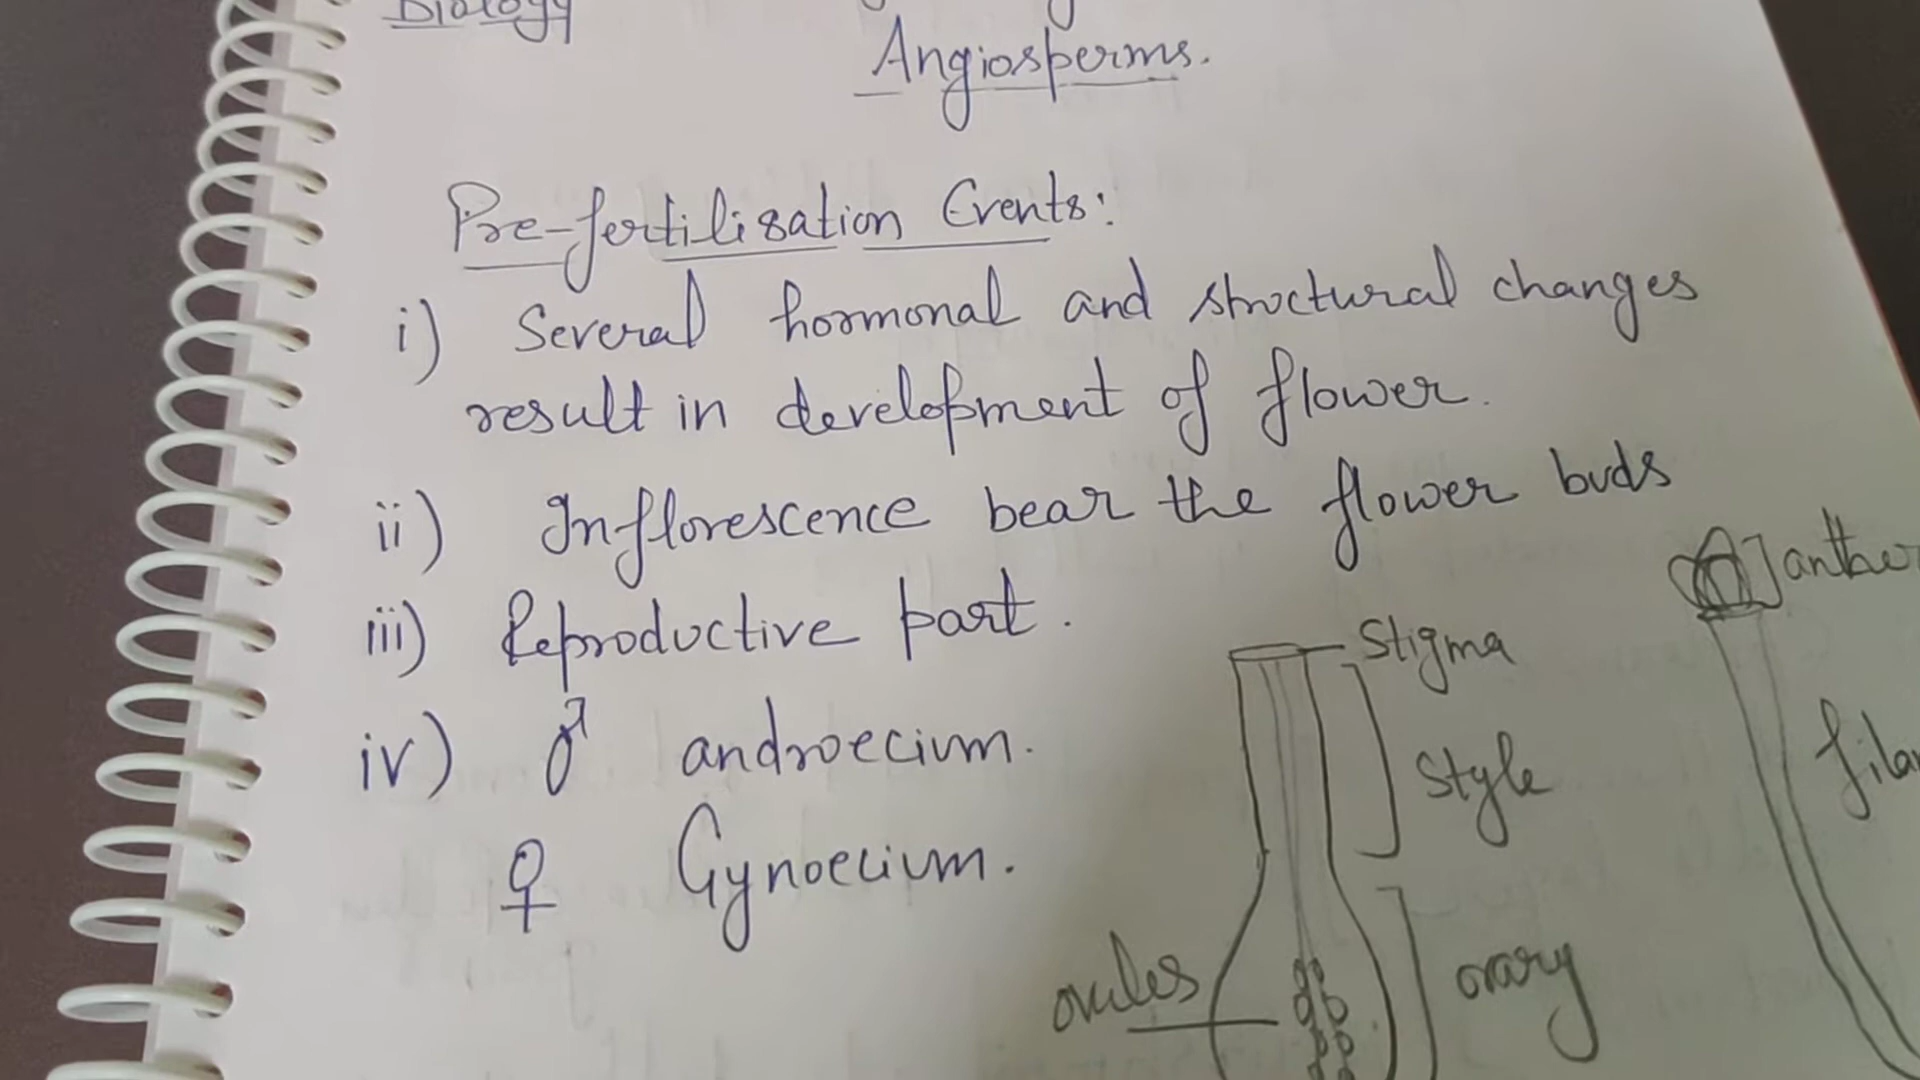 Biology
Angiosperms.
Pre-fertilisation Events:
i) Several hormonal and structural changes
result in development of flower.
ii) Inflorescence bear the flower buds
iii) Reproductive part.
iv) ♂ androecium.
♀ Gynoecium.
Stigma
Style
ovary
ovules
anther